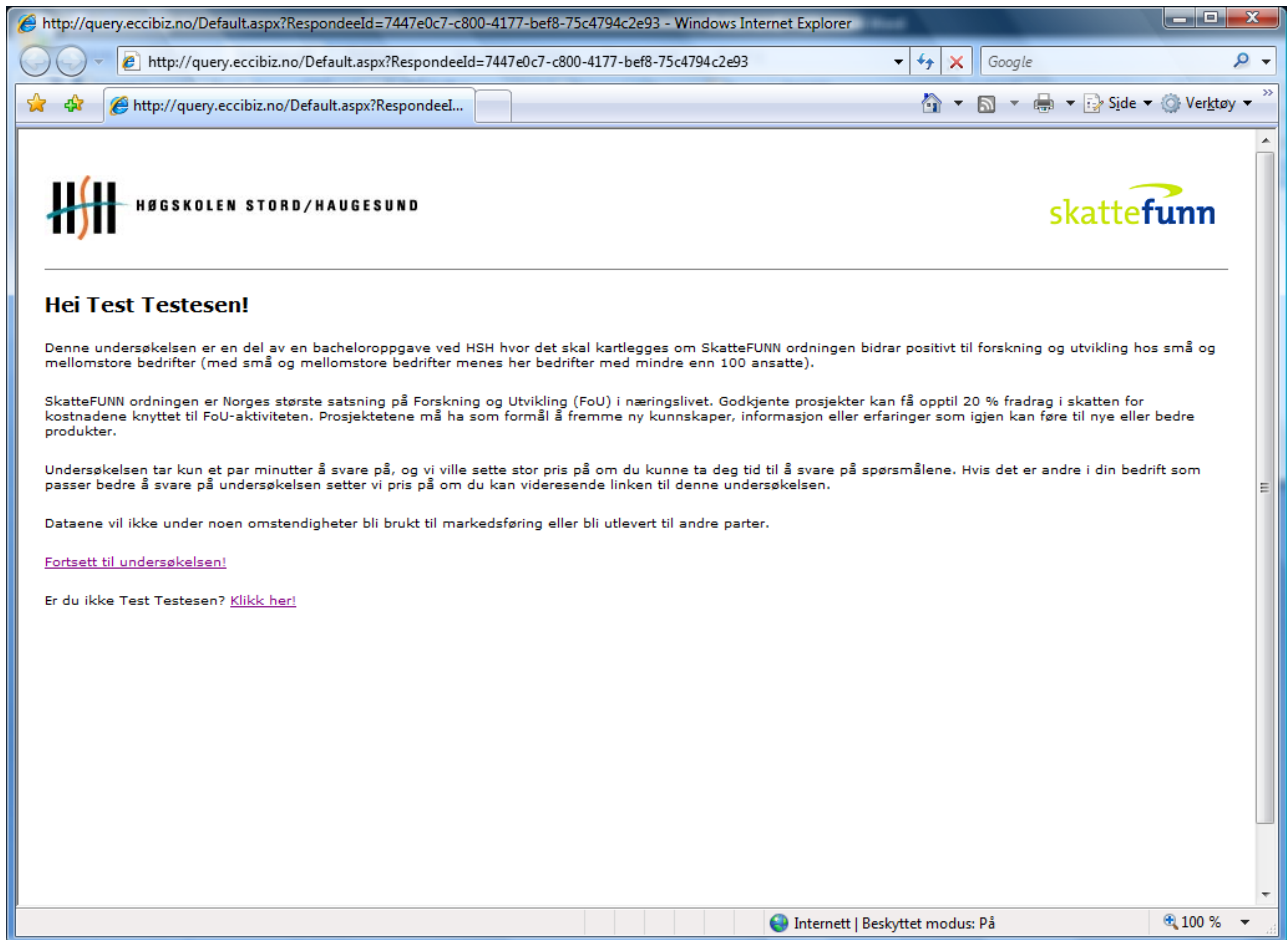 http://query.eccibiz.no/Default.aspx?RespondeeId=7447e0c7-c800-4177-bef8-75c4794c2e93 - Windows Internet Explorer
http://query.eccibiz.no/Default.aspx?RespondeeId=7447e0c7-c800-4177-bef8-75c4794c2e93
Google
http://query.eccibiz.no/Default.aspx?RespondeeI...
Side
Verktøy
HSH HØGSKOLEN STORD/HAUGESUND
skattefunn
Hei Test Testesen!
Denne undersøkelsen er en del av en bacheloroppgave ved HSH hvor det skal kartlegges om SkatteFUNN ordningen bidrar positivt til forskning og utvikling hos små og
mellomstore bedrifter (med små og mellomstore bedrifter menes her bedrifter med mindre enn 100 ansatte).
SkatteFUNN ordningen er Norges største satsning på Forskning og Utvikling (FoU) i næringslivet. Godkjente prosjekter kan få opptil 20 % fradrag i skatten for
kostnadene knyttet til FoU-aktiviteten. Prosjektetene må ha som formål å fremme ny kunnskaper, informasjon eller erfaringer som igjen kan føre til nye eller bedre
produkter.
Undersøkelsen tar kun et par minutter å svare på, og vi ville sette stor pris på om du kunne ta deg tid til å svare på spørsmålene. Hvis det er andre i din bedrift som
passer bedre å svare på undersøkelsen setter vi pris på om du kan videresende linken til denne undersøkelsen.
Dataene vil ikke under noen omstendigheter bli brukt til markedsføring eller bli utlevert til andre parter.
Fortsett til undersøkelsen!
Er du ikke Test Testesen? Klikk her!
Internett | Beskyttet modus: På
100 %